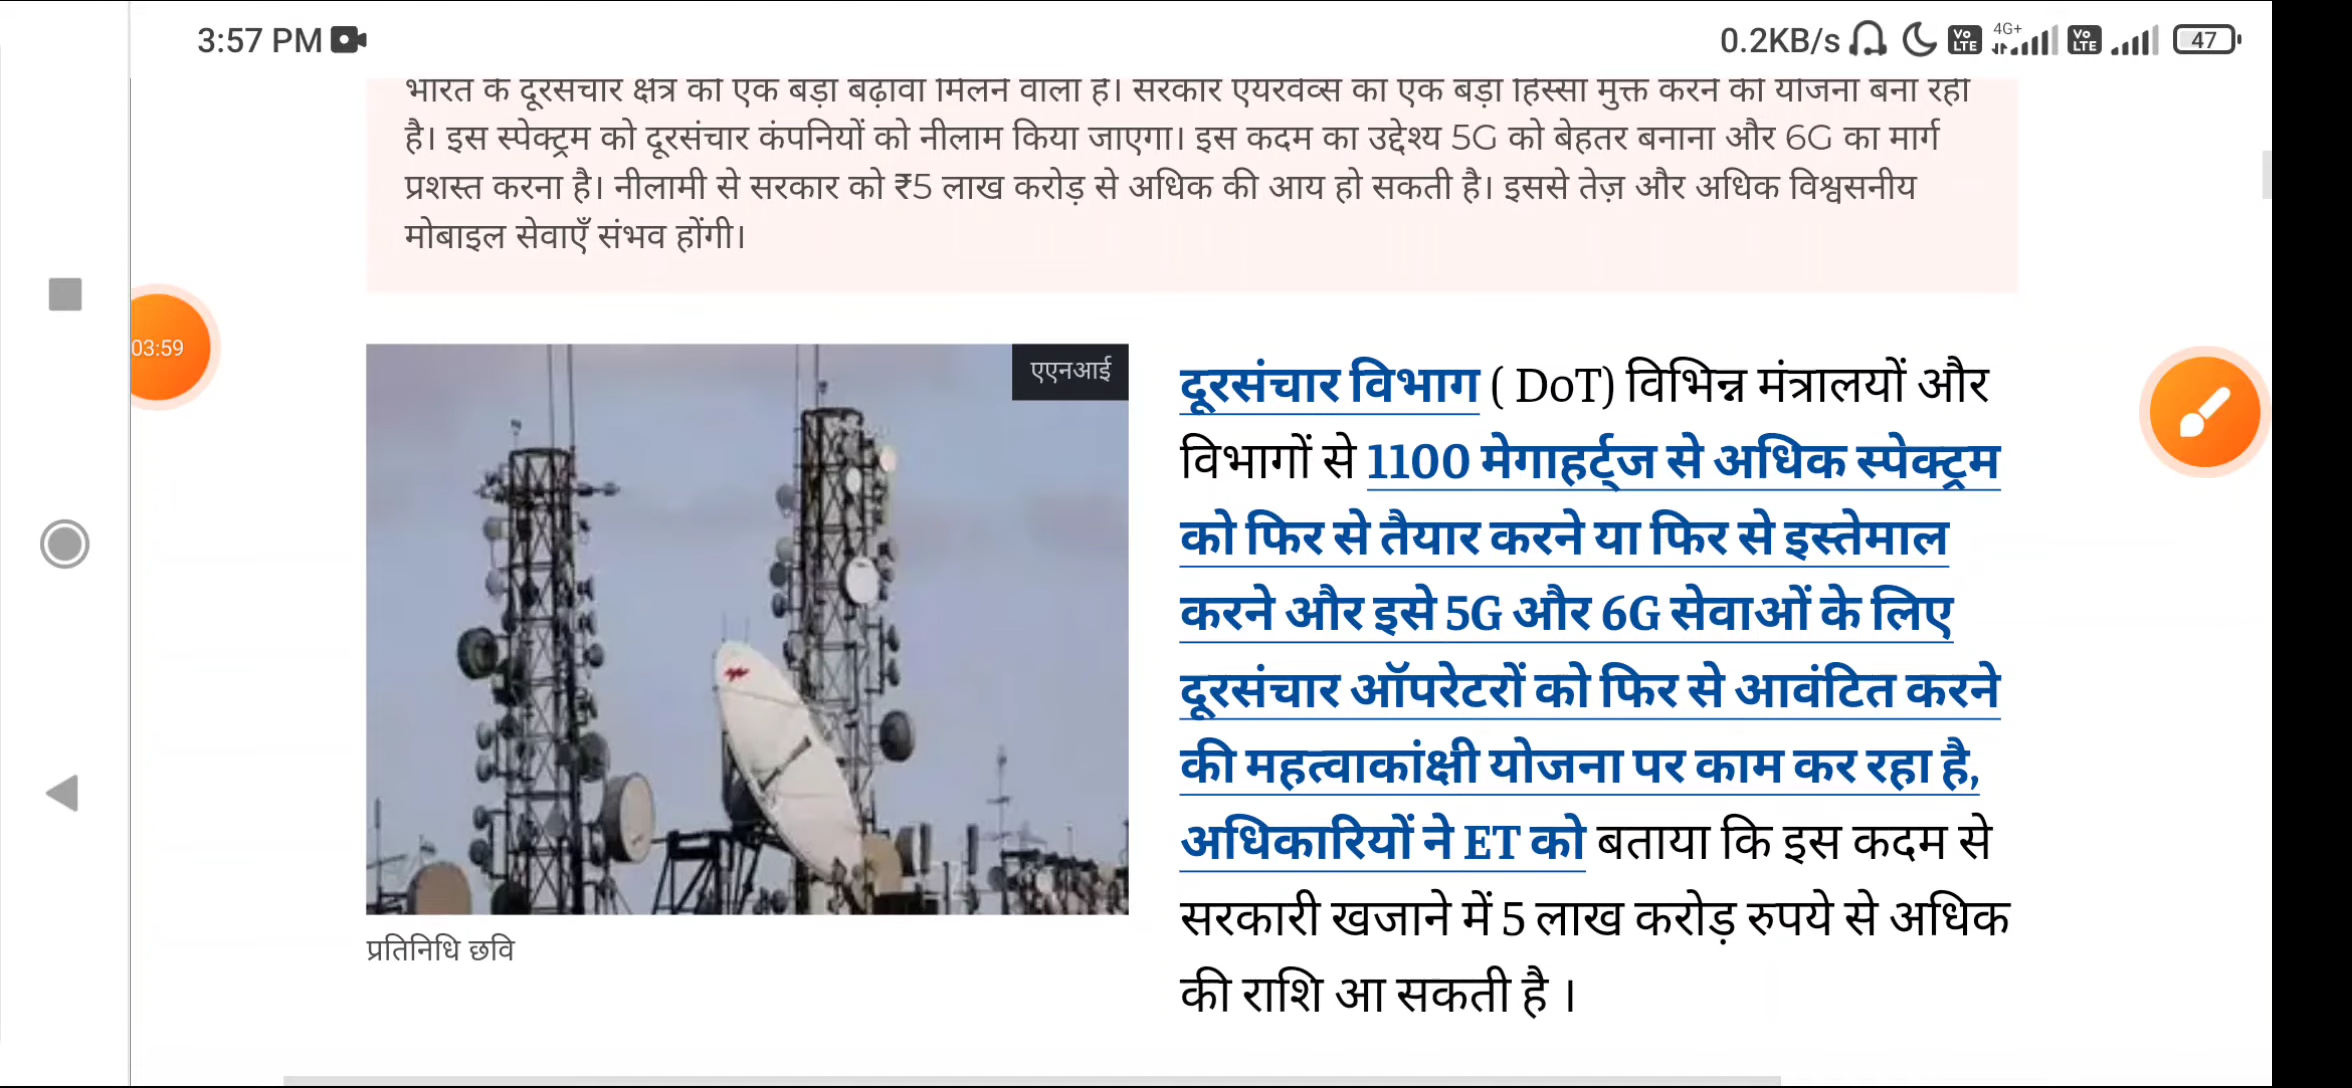 3:57 PM
0.2KB/s Vo LTE 4G+ Vo LTE 47
भारत के दूरसंचार क्षेत्र को एक बड़ा बढ़ावा मिलने वाला है। सरकार एयरवेव्स का एक बड़ा हिस्सा मुक्त करने की योजना बना रही
है। इस स्पेक्ट्रम को दूरसंचार कंपनियों को नीलाम किया जाएगा। इस कदम का उद्देश्य 5G को बेहतर बनाना और 6G का मार्ग
प्रशस्त करना है। नीलामी से सरकार को ₹5 लाख करोड़ से अधिक की आय हो सकती है। इससे तेज़ और अधिक विश्वसनीय
मोबाइल सेवाएँ संभव होंगी।
03:59
एएनआई
प्रतिनिधि छवि
दूरसंचार विभाग ( DoT) विभिन्न मंत्रालयों और
विभागों से 1100 मेगाहर्ट्ज से अधिक स्पेक्ट्रम
को फिर से तैयार करने या फिर से इस्तेमाल
करने और इसे 5G और 6G सेवाओं के लिए
दूरसंचार ऑपरेटरों को फिर से आवंटित करने
की महत्वाकांक्षी योजना पर काम कर रहा है,
अधिकारियों ने ET को बताया कि इस कदम से
सरकारी खजाने में 5 लाख करोड़ रुपये से अधिक
की राशि आ सकती है ।